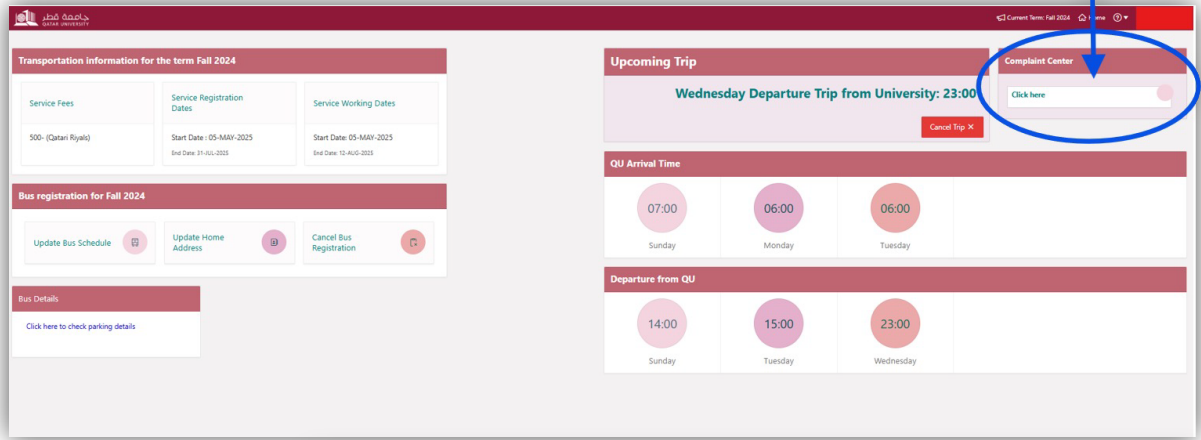 جامعة قطر
QATAR UNIVERSITY
Current Term: Fall 2024
Transportation information for the term Fall 2024
Service Fees
500- (Qatari Riyals)
Service Registration
Dates
Start Date : 05-MAY-2025
End Date: 31-JUL-2025
Service Working Dates
Start Date: 05-MAY-2025
End Date: 12-AUG-2025
Bus registration for Fall 2024
Update Bus Schedule
Update Home
Address
Cancel Bus
Registration
Bus Details
Click here to check parking details
Upcoming Trip
Wednesday Departure Trip from University: 23:00
Cancel Trip ×
Complaint Center
Click here
QU Arrival Time
07:00
Sunday
06:00
Monday
06:00
Tuesday
Departure from QU
14:00
Sunday
15:00
Tuesday
23:00
Wednesday